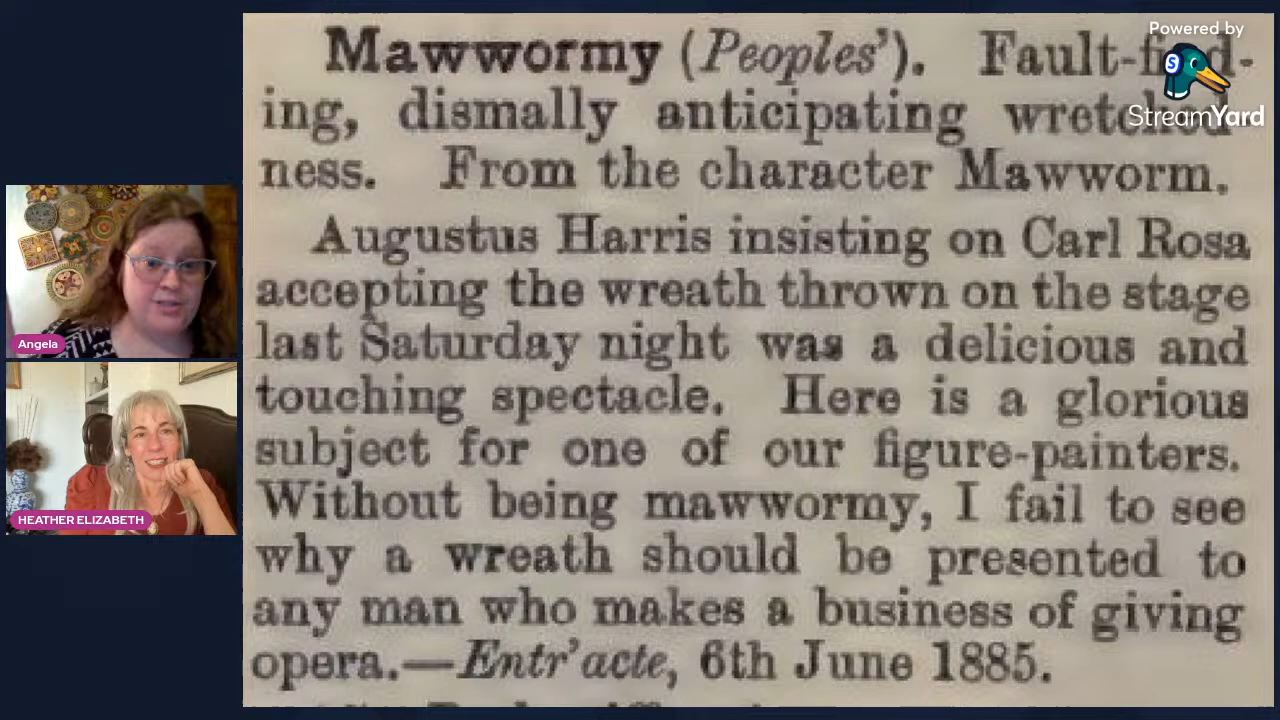 Powered by
StreamYard
Mawwormy (Peoples'). Fault-find-
ing, dismally anticipating wretched
ness. From the character Mawworm.
Augustus Harris insisting on Carl Rosa
accepting the wreath thrown on the stage
last Saturday night was a delicious and
touching spectacle. Here is a glorious
subject for one of our figure-painters.
Without being mawwormy, I fail to see
why a wreath should be presented to
any man who makes a business of giving
opera.—Entr'acte, 6th June 1885.
Angela
HEATHER ELIZABETH